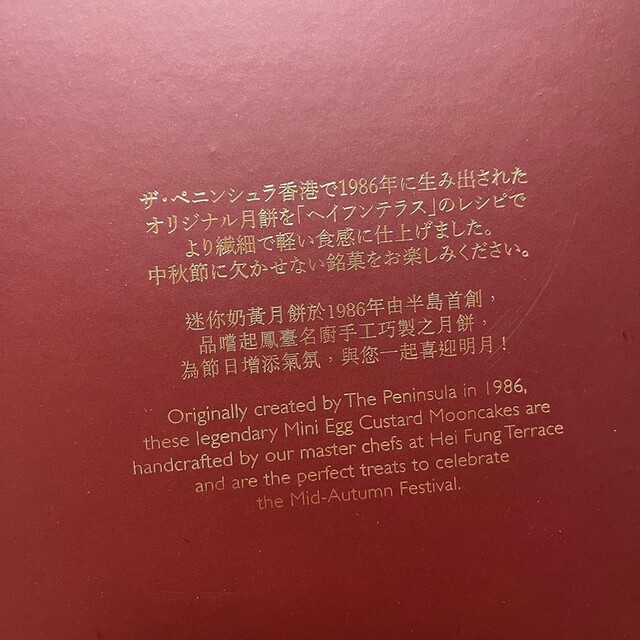 ザ・ペニンシュラ香港で1986年に生み出された
オリジナル月餅を「ヘイフンテラス」のレシピで
より繊細で軽い食感に仕上げました。
中秋節に欠かせない銘菓をお楽しみください。
迷你奶黃月餅於1986年由半島首創，
品嚐起鳳臺名廚手工巧製之月餅，
為節日增添氣氛，與您一起喜迎明月！
Originally created by The Peninsula in 1986,
these legendary Mini Egg Custard Mooncakes are
handcrafted by our master chefs at Hei Fung Terrace
and are the perfect treats to celebrate
the Mid-Autumn Festival.